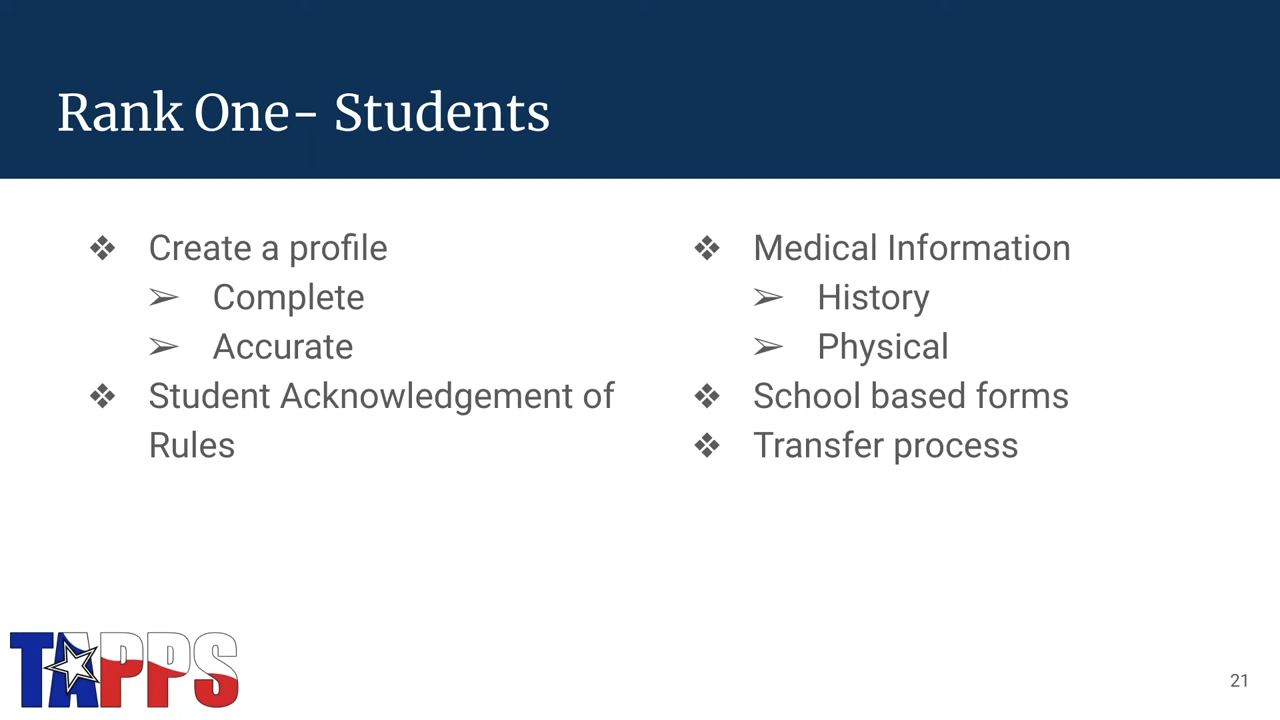 Rank One- Students
❖ Create a profile
➢ Complete
➢ Accurate
❖ Student Acknowledgement of
Rules
❖ Medical Information
➢ History
➢ Physical
❖ School based forms
❖ Transfer process
TAPPS
21